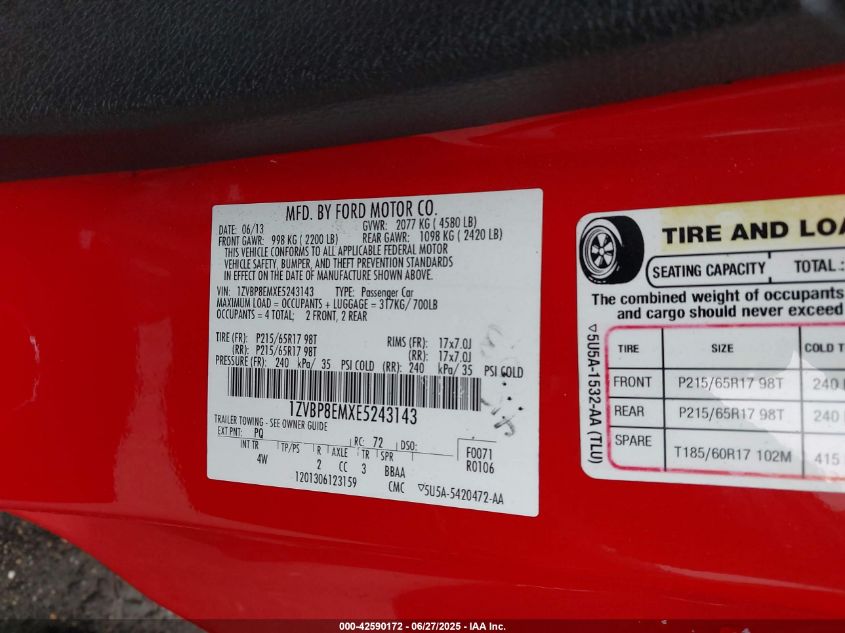 MFD. BY FORD MOTOR CO.
DATE: 06/13 GVWR: 2077 KG ( 4580 LB)
FRONT GAWR: 998 KG ( 2200 LB) REAR GAWR: 1098 KG ( 2420 LB)
THIS VEHICLE CONFORMS TO ALL APPLICABLE FEDERAL MOTOR
VEHICLE SAFETY, BUMPER, AND THEFT PREVENTION STANDARDS
IN EFFECT ON THE DATE OF MANUFACTURE SHOWN ABOVE.
VIN: 1ZVBP8EMXE5243143 TYPE: Passenger Car
MAXIMUM LOAD = OCCUPANTS + LUGGAGE = 317KG/ 700LB
OCCUPANTS = 4 TOTAL; 2 FRONT, 2 REAR
TIRE (FR): P215/65R17 98T RIMS (FR): 17x7.0J
(RR): P215/65R17 98T (RR): 17x7.0J
PRESSURE (FR): 240 kPa/ 35 PSI COLD (RR): 240 kPa/ 35 PSI COLD
1ZVBP8EMXE5243143
TRAILER TOWING - SEE OWNER GUIDE
EXT PNT: PQ RC: 72 DSO: F0071
INT TR TP/PS R AXLE TR SPR R0106
4W 2 CC 3 BBAA
1201306123159 CMC ▽5U5A-5420472-AA
TIRE AND LOA
SEATING CAPACITY TOTAL:
The combined weight of occupants
and cargo should never exceed
TIRE SIZE COLD T
FRONT P215/65R17 98T 240
REAR P215/65R17 98T 240
SPARE T185/60R17 102M 415
▽5U5A-1532-AA (TLU)
000-42590172 | 06/27/2025 - IAA Inc.